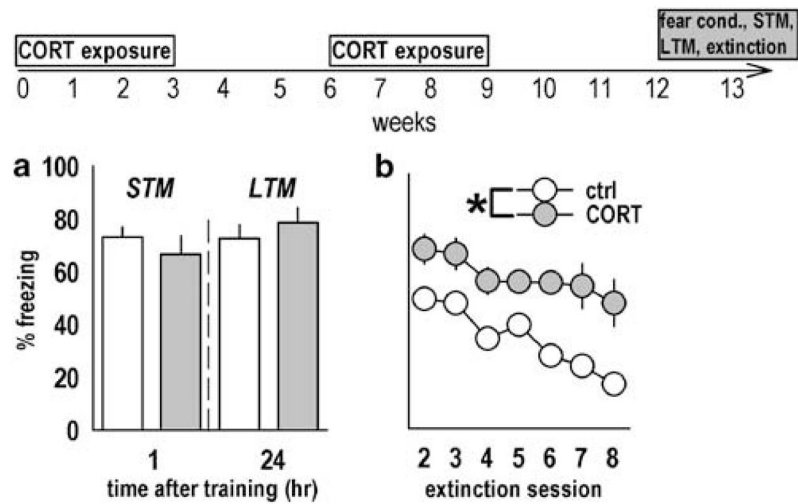 fear cond., STM,
LTM, extinction
CORT exposure
CORT exposure
0 1 2 3 4 5 6 7 8 9 10 11 12 13
weeks
a
STM LTM
% freezing
100
80
60
40
20
0
1 24
time after training (hr)
b
* ctrl
CORT
2 3 4 5 6 7 8
extinction session